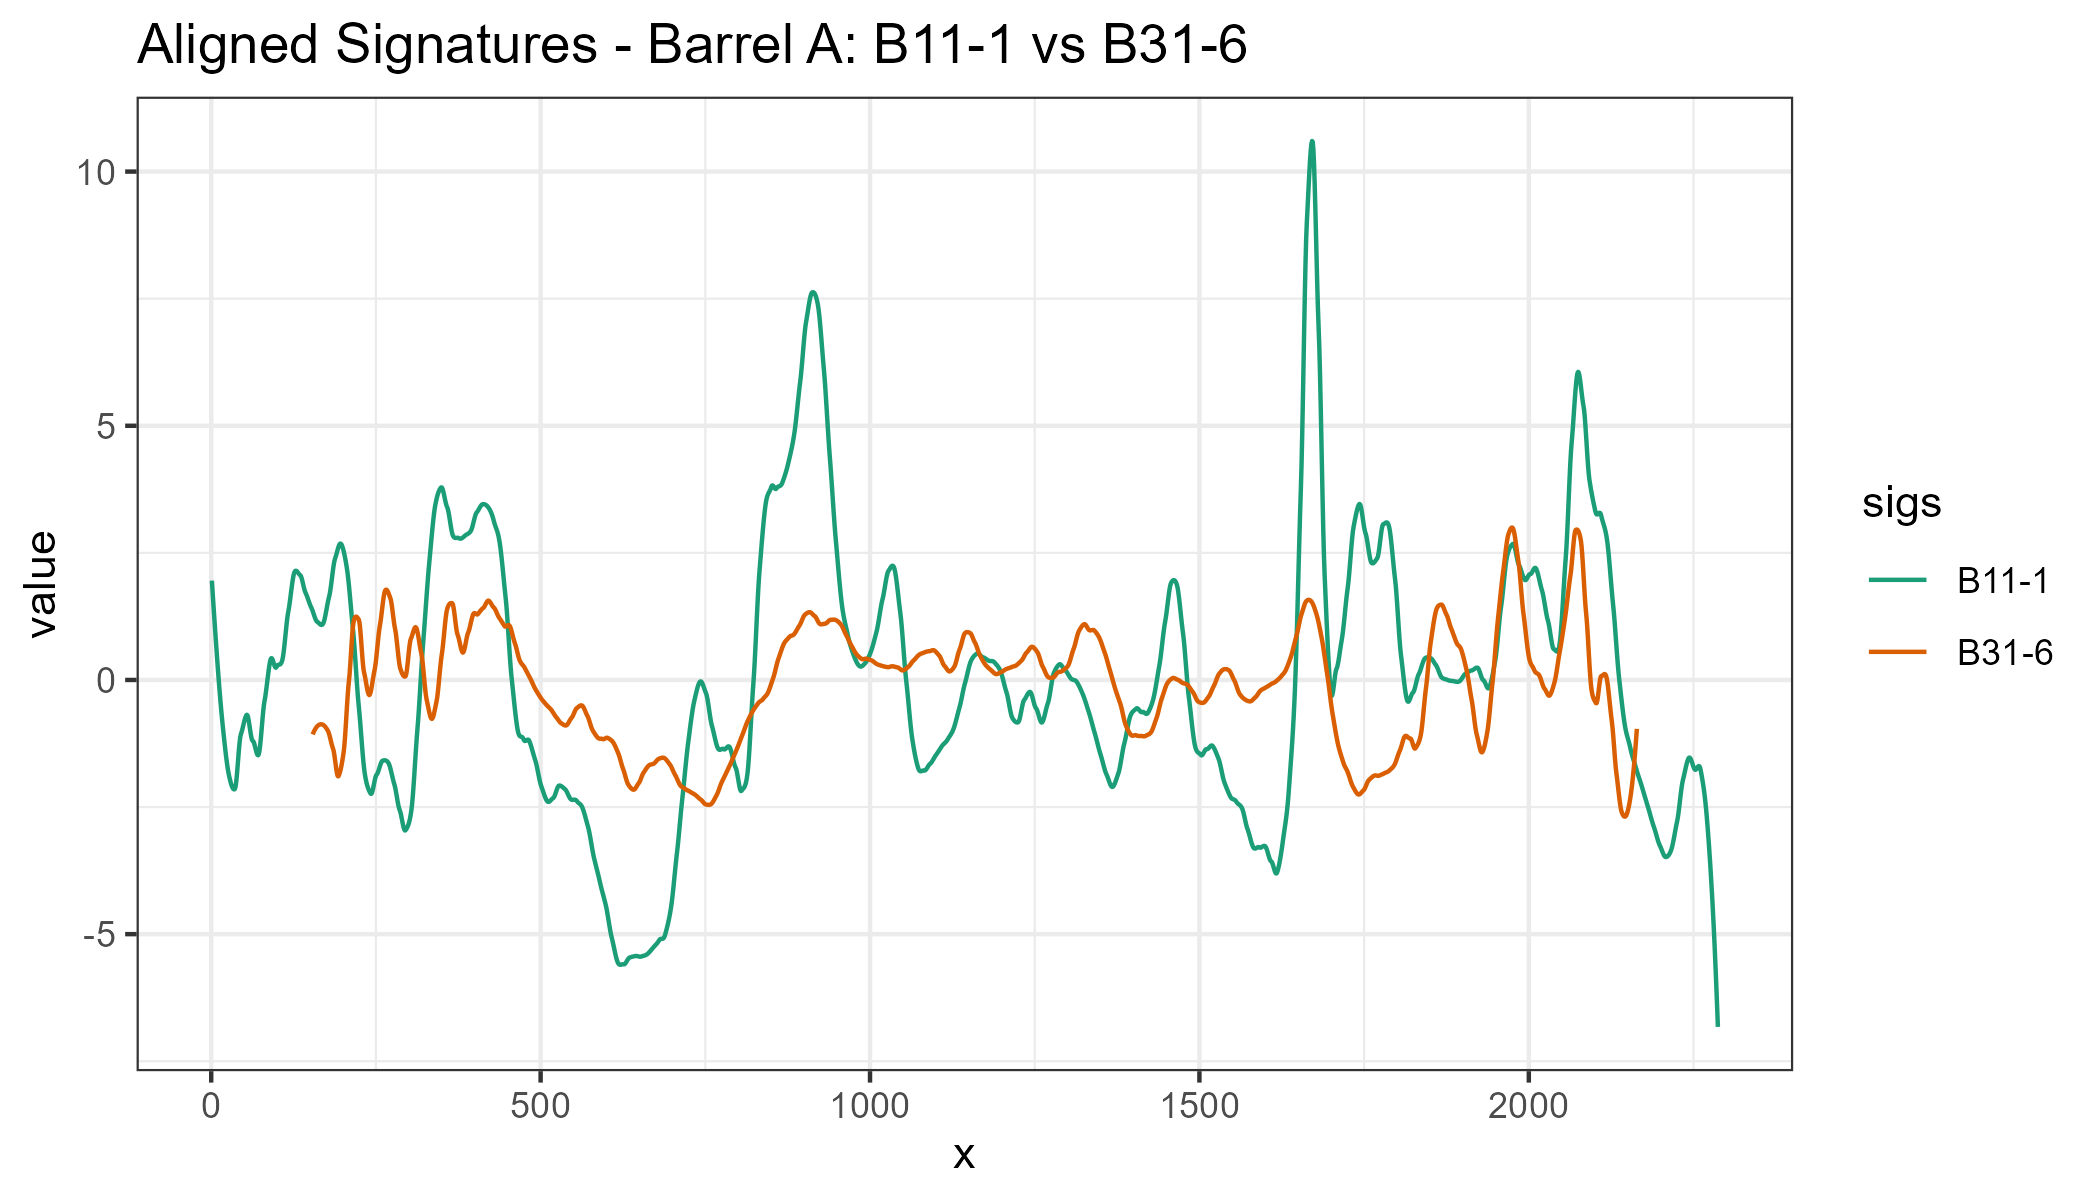 Aligned Signatures - Barrel A: B11-1 vs B31-6
10
5
0
-5
value
0 500 1000 1500 2000
x
sigs
B11-1
B31-6